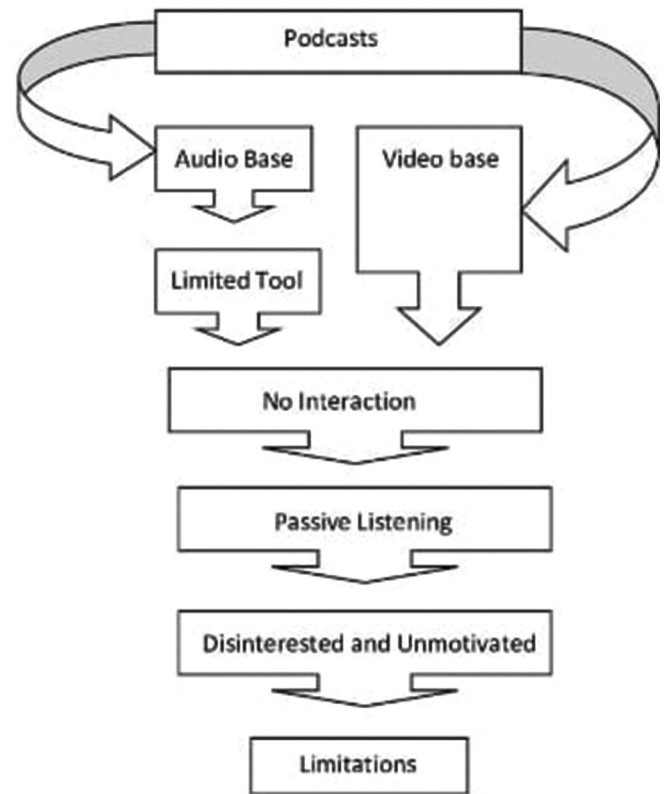 Podcasts
Audio Base
Video base
Limited Tool
No Interaction
Passive Listening
Disinterested and Unmotivated
Limitations